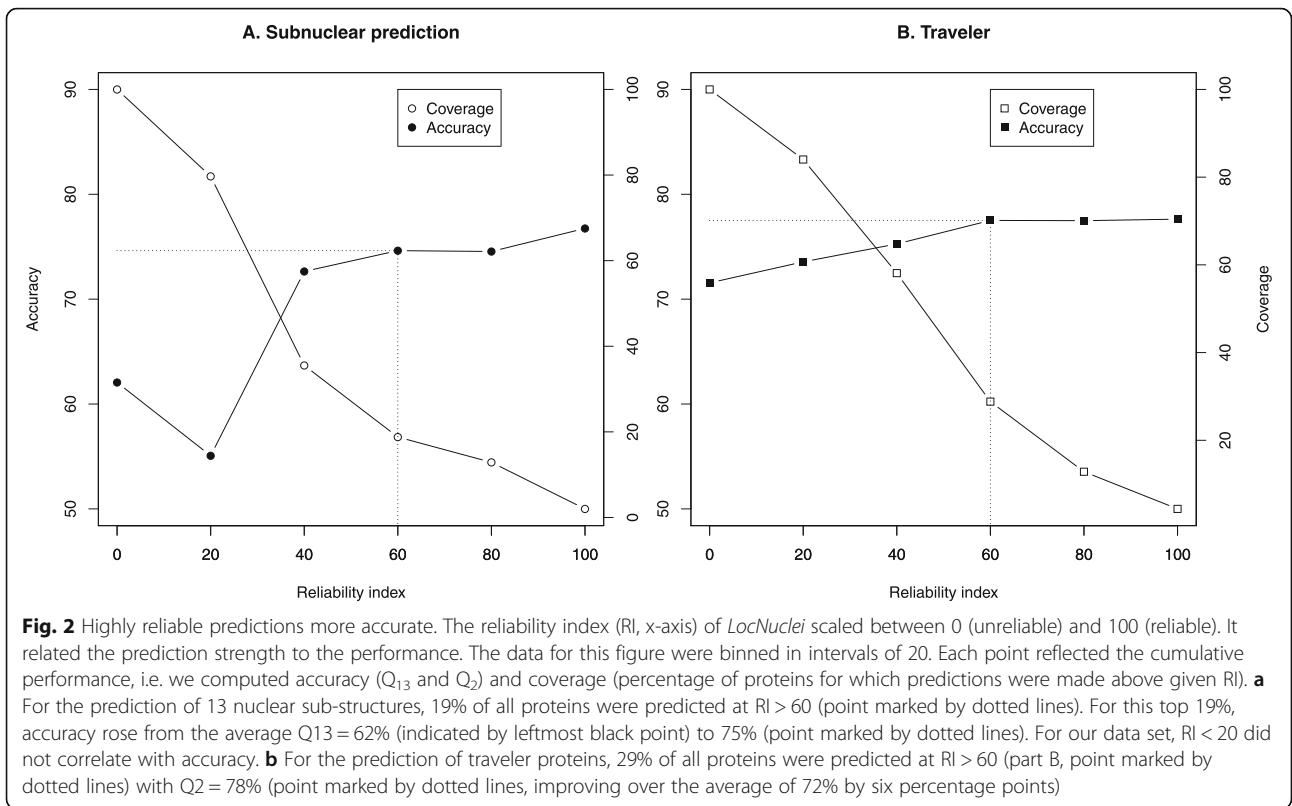 A. Subnuclear prediction
90
80
70
60
50
Accuracy
100
80
60
40
20
0
Coverage
Accuracy
0 20 40 60 80 100
Reliability index
B. Traveler
90
80
70
60
50
100
80
60
40
20
Coverage
Coverage
Accuracy
0 20 40 60 80 100
Reliability index
Fig. 2 Highly reliable predictions more accurate. The reliability index (RI, x-axis) of LocNuclei scaled between 0 (unreliable) and 100 (reliable). It
related the prediction strength to the performance. The data for this figure were binned in intervals of 20. Each point reflected the cumulative
performance, i.e. we computed accuracy (Q13 and Q2) and coverage (percentage of proteins for which predictions were made above given RI). a
For the prediction of 13 nuclear sub-structures, 19% of all proteins were predicted at RI > 60 (point marked by dotted lines). For this top 19%,
accuracy rose from the average Q13 = 62% (indicated by leftmost black point) to 75% (point marked by dotted lines). For our data set, RI < 20 did
not correlate with accuracy. b For the prediction of traveler proteins, 29% of all proteins were predicted at RI > 60 (part B, point marked by
dotted lines) with Q2 = 78% (point marked by dotted lines, improving over the average of 72% by six percentage points)